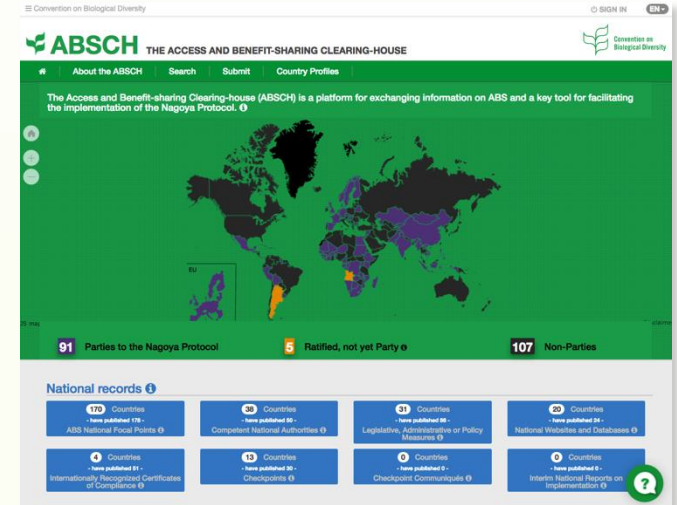 Convention on Biological Diversity
SIGN IN EN
ABSCH THE ACCESS AND BENEFIT-SHARING CLEARING-HOUSE
Convention on
Biological Diversity
About the ABSCH Search Submit Country Profiles
The Access and Benefit-sharing Clearing-house (ABSCH) is a platform for exchanging information on ABS and a key tool for facilitating
the implementation of the Nagoya Protocol.
EU
91 Parties to the Nagoya Protocol
5 Ratified, not yet Party
107 Non-Parties
National records
170 Countries
- have published 178 -
ABS National Focal Points
38 Countries
- have published 50 -
Competent National Authorities
31 Countries
- have published 98 -
Legislative, Administrative or Policy
Measures
20 Countries
- have published 24 -
National Websites and Databases
4 Countries
- have published 51 -
Internationally Recognized Certificates
of Compliance
13 Countries
- have published 30 -
Checkpoints
0 Countries
- have published 0 -
Checkpoint Communiqués
0 Countries
- have published 0 -
Interim National Reports on
Implementation
?